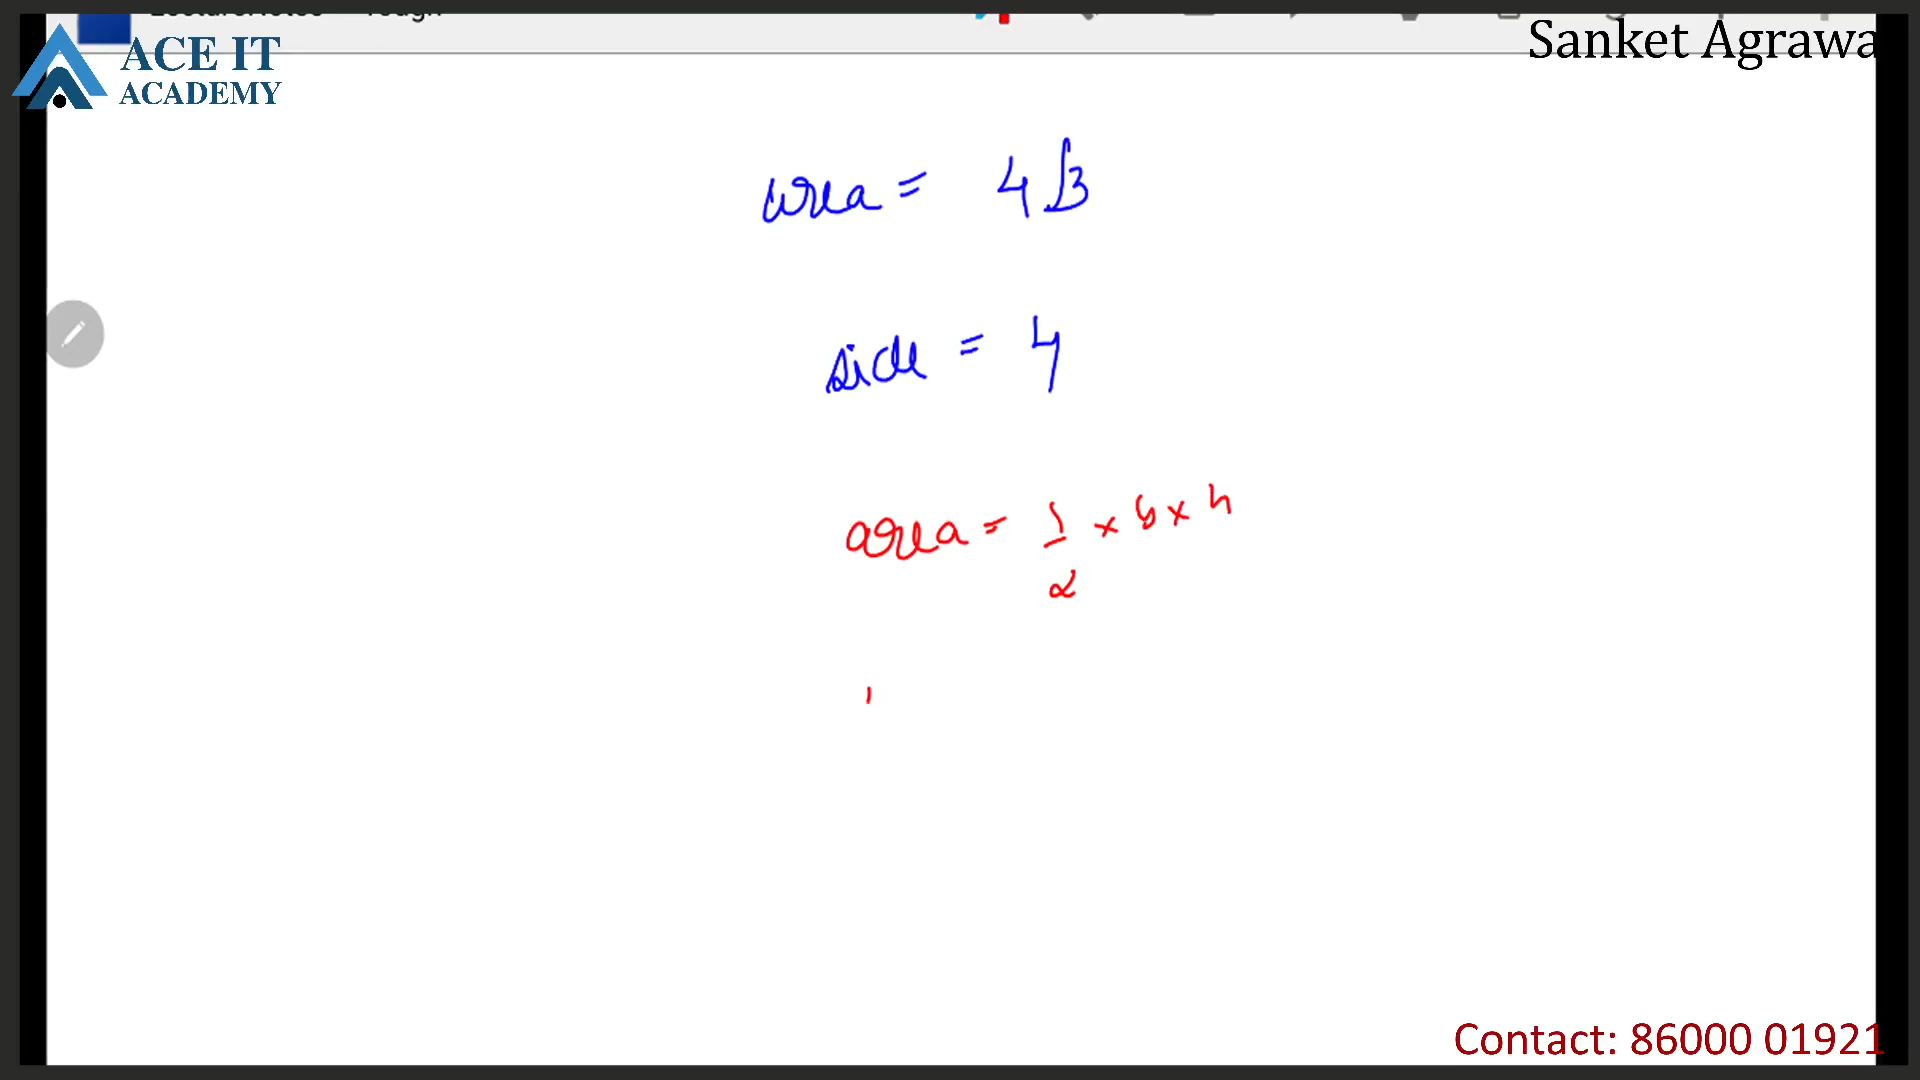 Sanket Agrawa
ACE IT
ACADEMY
area = 4√3
side = 4
area = 1/2 × b × h
Contact: 86000 01921